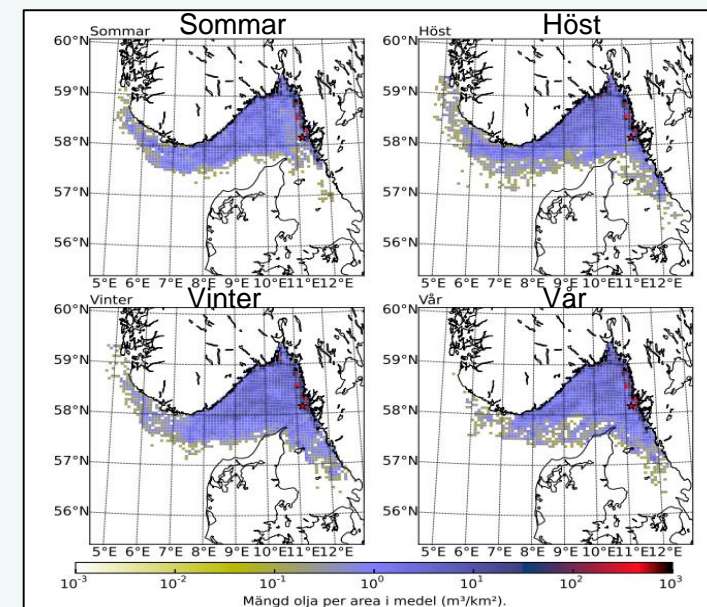 Sommar
Höst
Sommar
Höst
60°N
59°N
58°N
57°N
56°N
5°E 6°E 7°E 8°E 9°E 10°E 11°E 12°E
60°N
59°N
58°N
57°N
56°N
5°E 6°E 7°E 8°E 9°E 10°E 11°E 12°E
Vinter
Vår
Vinter
Vår
60°N
59°N
58°N
57°N
56°N
5°E 6°E 7°E 8°E 9°E 10°E 11°E 12°E
60°N
59°N
58°N
57°N
56°N
5°E 6°E 7°E 8°E 9°E 10°E 11°E 12°E
10⁻³ 10⁻² 10⁻¹ 10⁰ 10¹ 10² 10³
Mängd olja per area i medel (m³/km²).